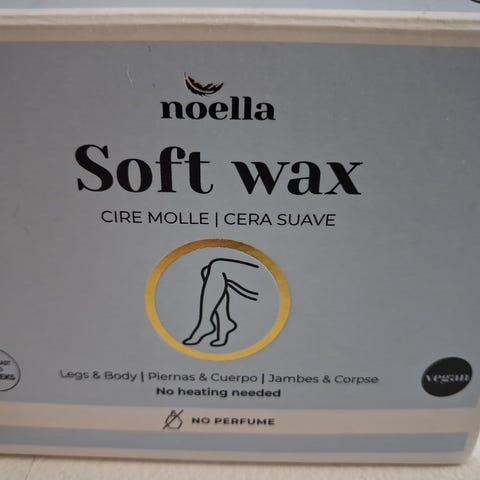 noella
Soft wax
CIRE MOLLE | CERA SUAVE
Legs & Body | Piernas & Cuerpo | Jambes & Corpse
No heating needed
vegan
NO PERFUME